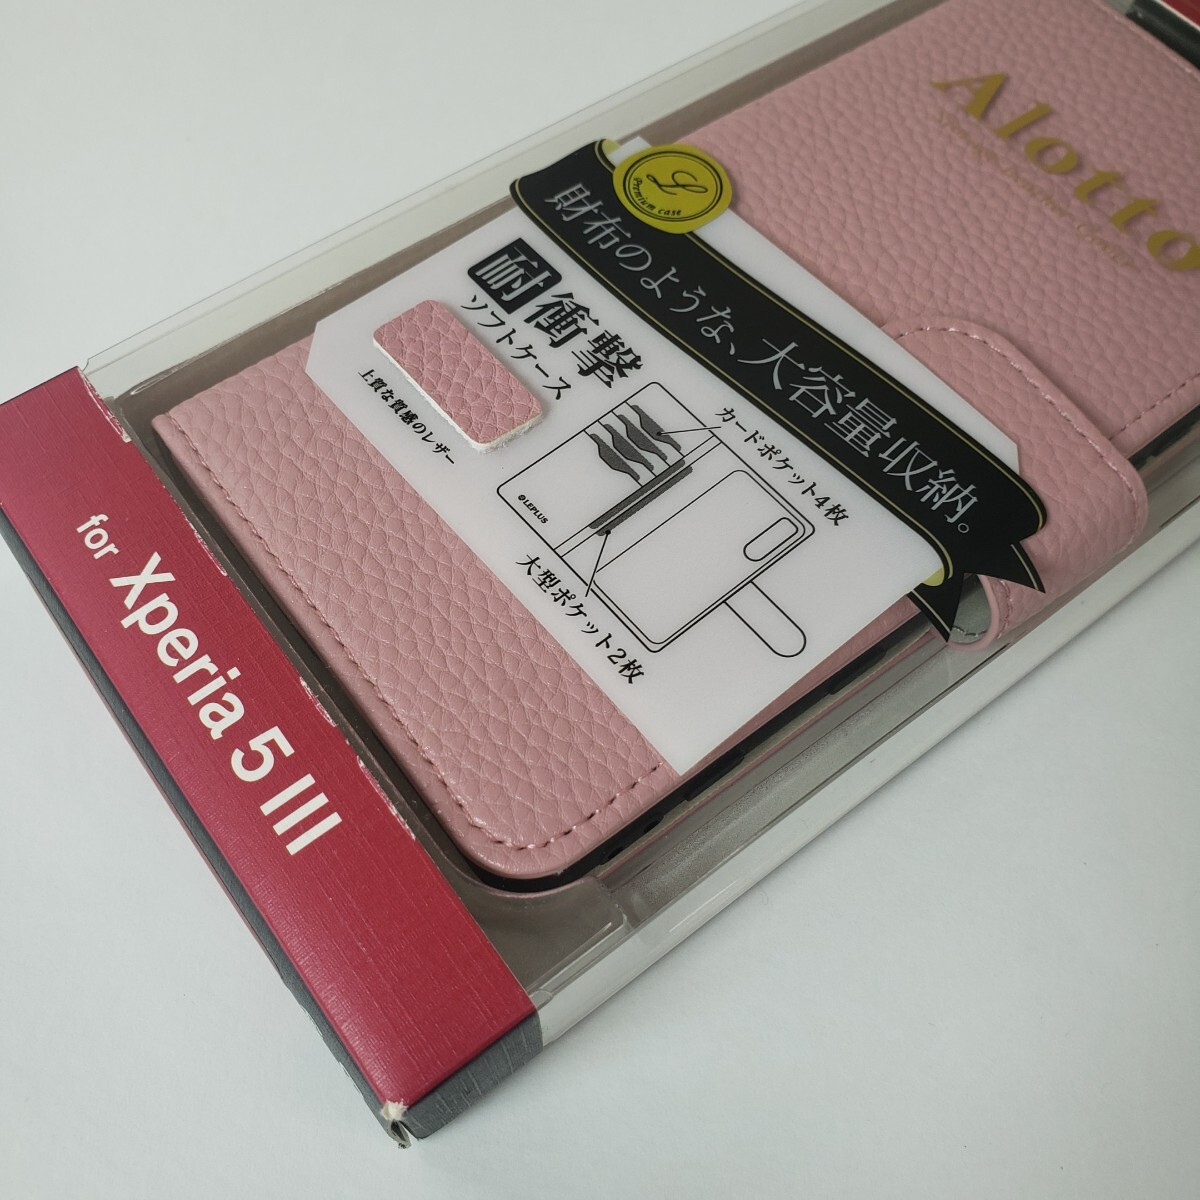 Alotto
L
Premium case
財布のような、大容量収納。
耐衝撃
ソフトケース
上質な質感のレザー
カードポケット4枚
©LEPLUS
大型ポケット2枚
for Xperia 5 III